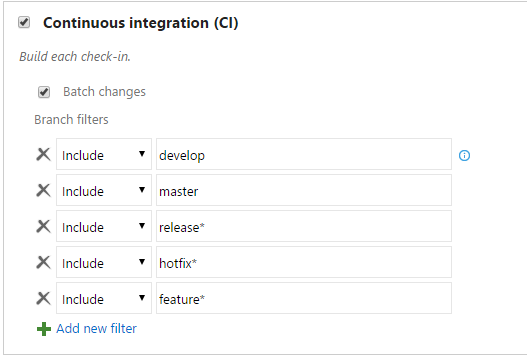 Continuous integration (CI)
Build each check-in.
Batch changes
Branch filters
Include develop
Include master
Include release*
Include hotfix*
Include feature*
Add new filter